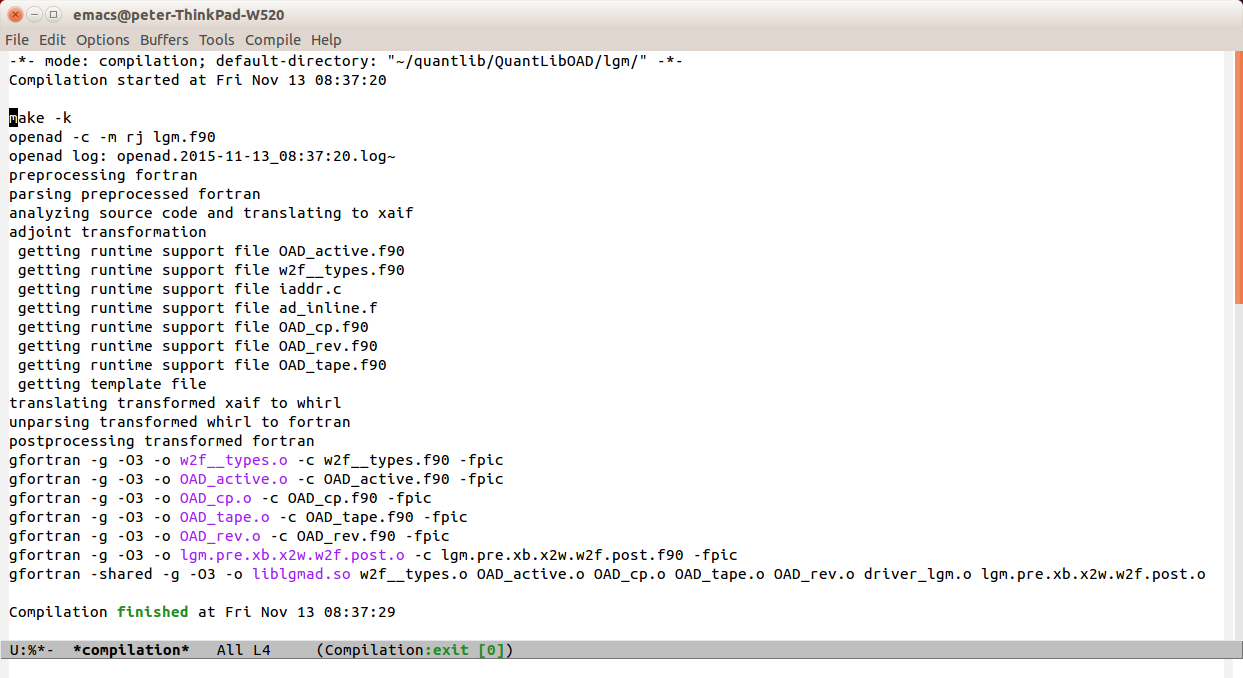 emacs@peter-ThinkPad-W520
File Edit Options Buffers Tools Compile Help
-*- mode: compilation; default-directory: "~/quantlib/QuantLibOAD/lgm/" -*-
Compilation started at Fri Nov 13 08:37:20
make -k
openad -c -m rj lgm.f90
openad log: openad.2015-11-13_08:37:20.log~
preprocessing fortran
parsing preprocessed fortran
analyzing source code and translating to xaif
adjoint transformation
getting runtime support file OAD_active.f90
getting runtime support file w2f__types.f90
getting runtime support file iaddr.c
getting runtime support file ad_inline.f
getting runtime support file OAD_cp.f90
getting runtime support file OAD_rev.f90
getting runtime support file OAD_tape.f90
getting template file
translating transformed xaif to whirl
unparsing transformed whirl to fortran
postprocessing transformed fortran
gfortran -g -O3 -o w2f__types.o -c w2f__types.f90 -fpic
gfortran -g -O3 -o OAD_active.o -c OAD_active.f90 -fpic
gfortran -g -O3 -o OAD_cp.o -c OAD_cp.f90 -fpic
gfortran -g -O3 -o OAD_tape.o -c OAD_tape.f90 -fpic
gfortran -g -O3 -o OAD_rev.o -c OAD_rev.f90 -fpic
gfortran -g -O3 -o lgm.pre.xb.x2w.w2f.post.o -c lgm.pre.xb.x2w.w2f.post.f90 -fpic
gfortran -shared -g -O3 -o liblgmad.so w2f__types.o OAD_active.o OAD_cp.o OAD_tape.o OAD_rev.o driver_lgm.o lgm.pre.xb.x2w.w2f.post.o
Compilation finished at Fri Nov 13 08:37:29
U:%*- *compilation* All L4 (Compilation:exit [0])